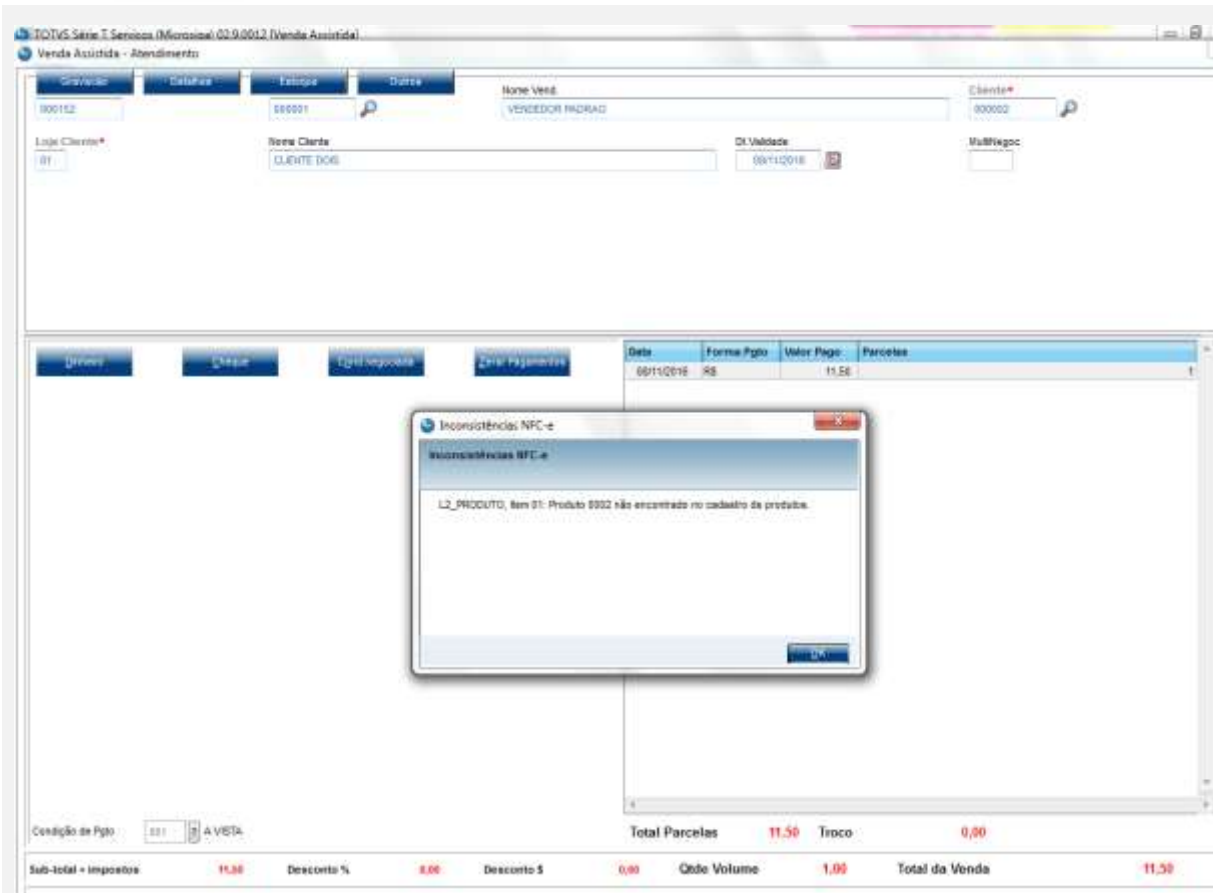 TOTVS Série T Serviços (Microsiga) 02.9.0012 [Venda Assistida]
Venda Assistida - Atendimento
Gravação Detalhes Estoque Outros
Nome Vend. Cliente*
000152 000001 VENDEDOR PADRAO 000002
Loja Cliente* Nome Cliente Dt.Validade MultNegoc
01 CLIENTE DOIS 08/11/2016
Dinheiro Cheque Cond.negociada Zerar Pagamentos
Data Forma Pgto Valor Pago Parcelas
08/11/2016 R$ 11,50 1
Inconsistências NFC-e
Inconsistências NFC-e
L2_PRODUTO, Item 01: Produto 0002 não encontrado no cadastro de produtos.
OK
Condição de Pgto 001 A VISTA
Total Parcelas 11,50 Troco 0,00
Sub-total + impostos 11,50 Desconto % 0,00 Desconto $ 0,00 Qtde Volume 1,00 Total da Venda 11,50